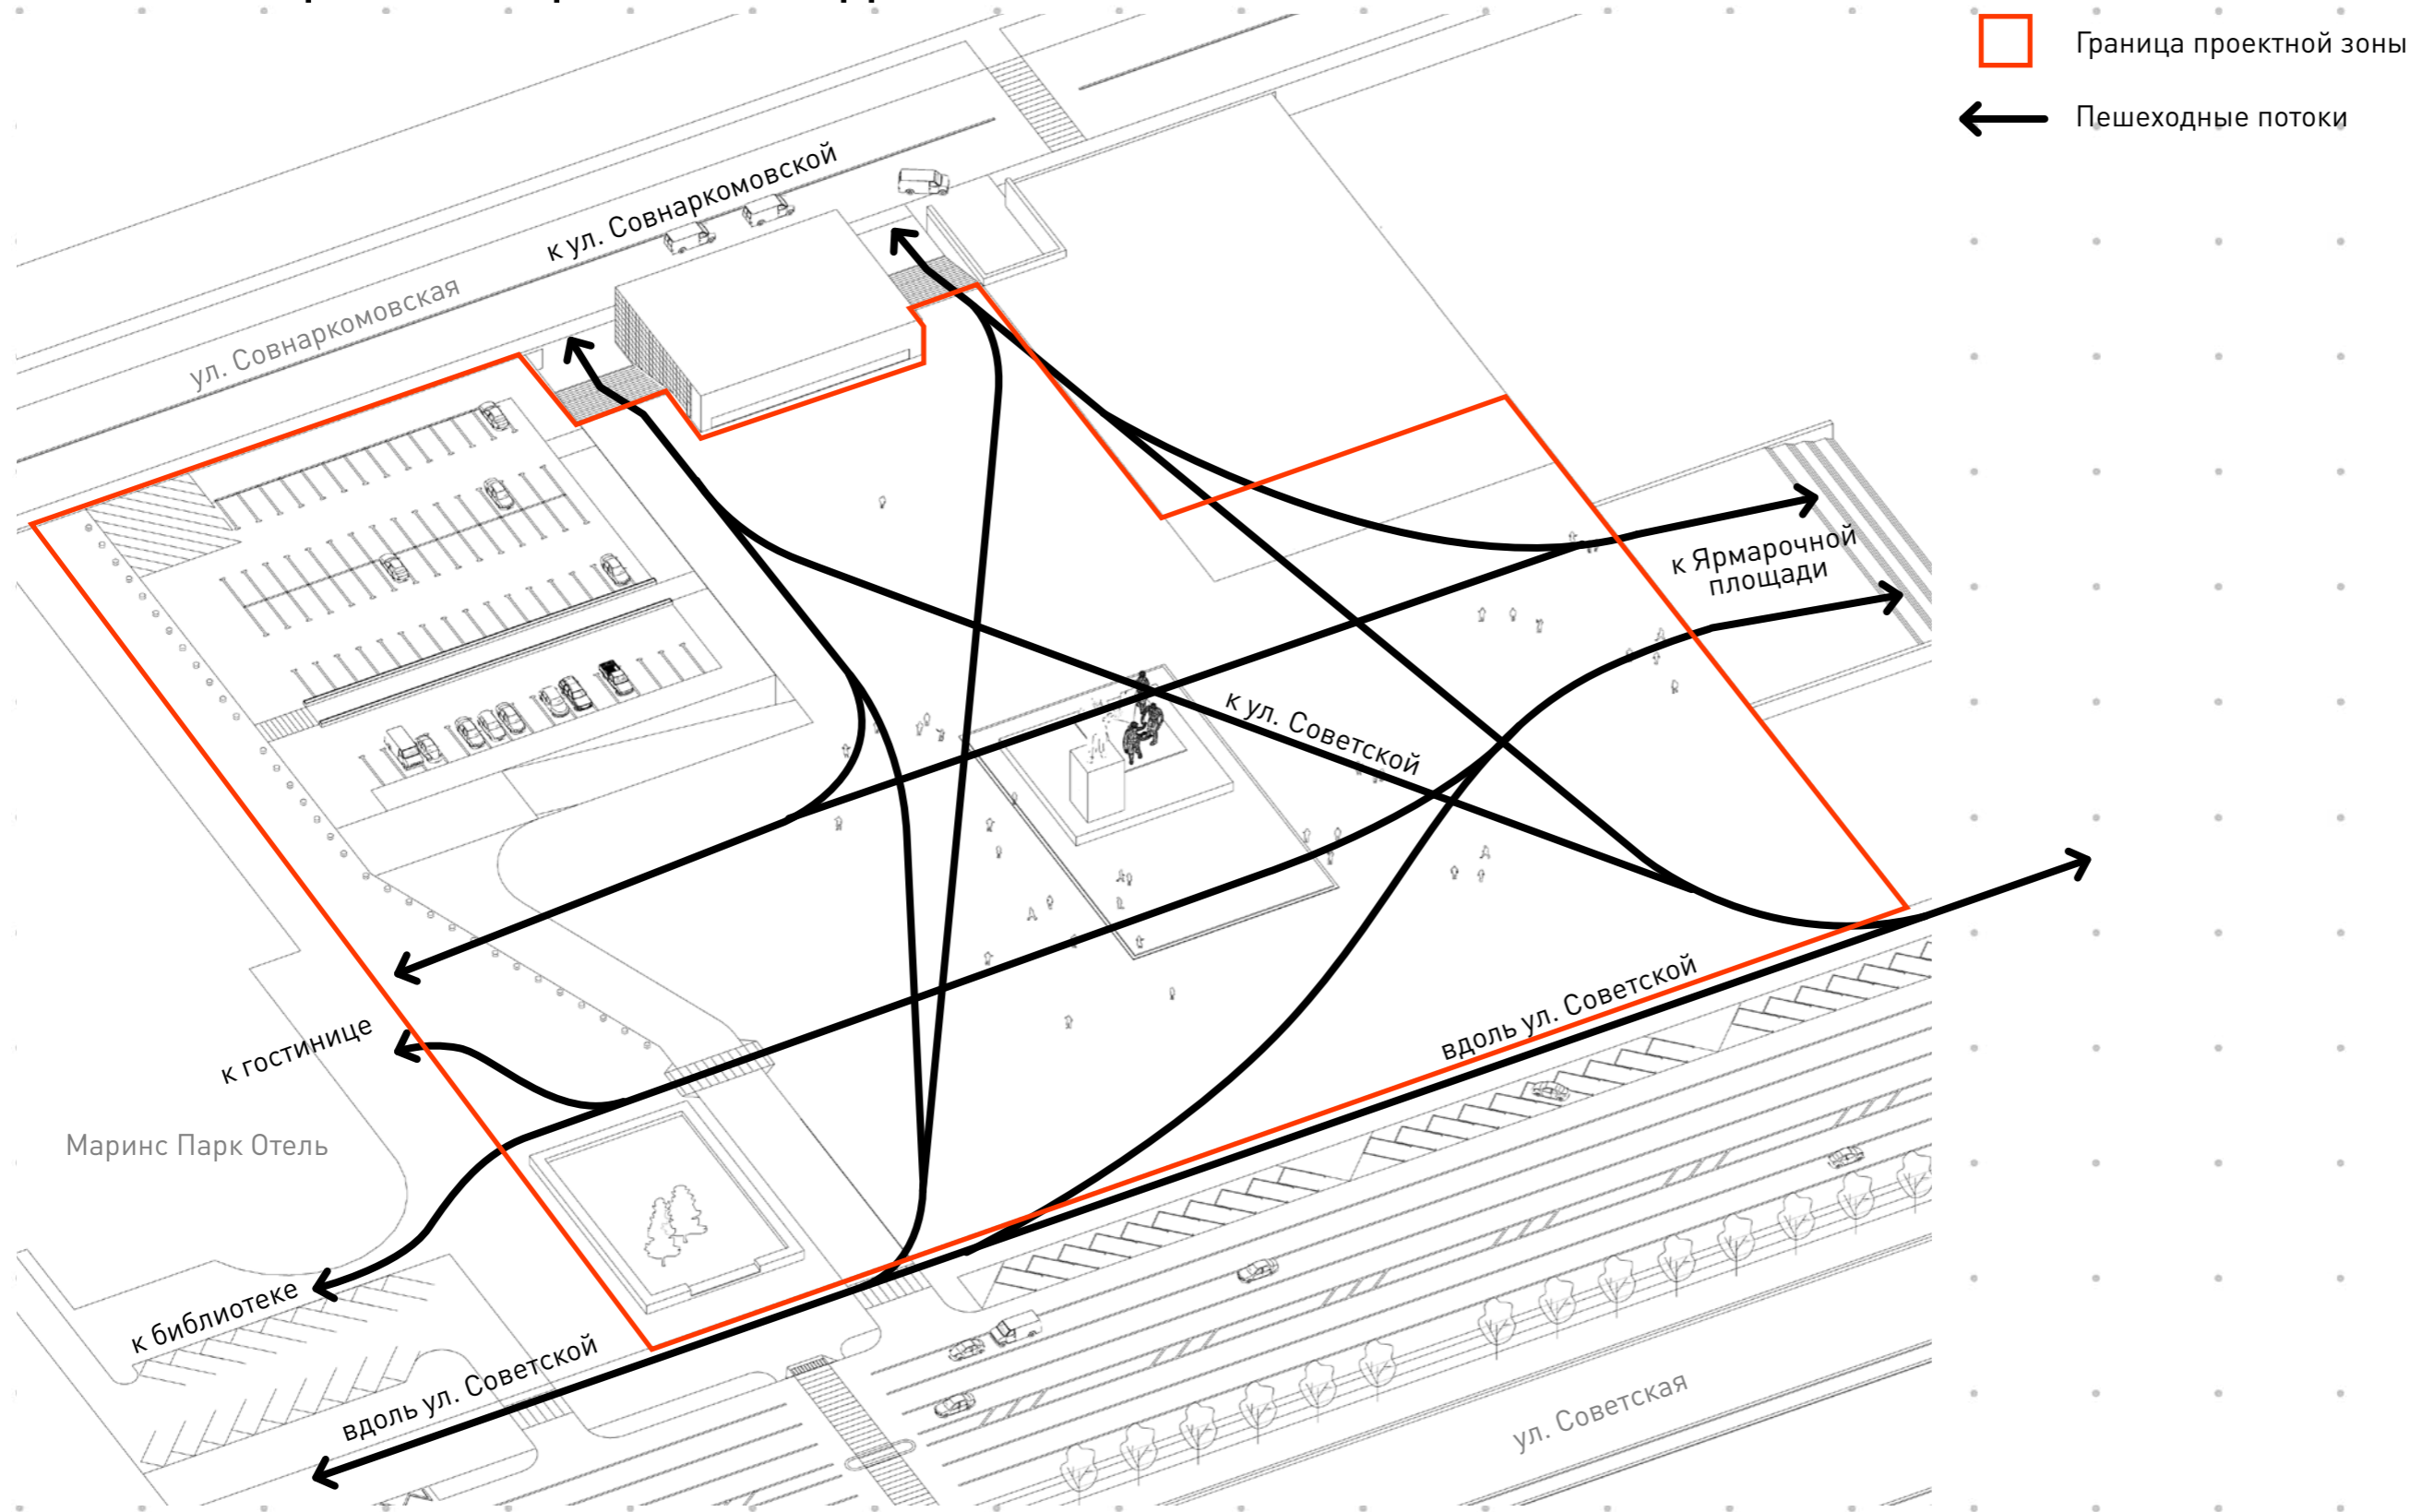 Граница проектной зоны
Пешеходные потоки
к ул. Совнаркомовской
ул. Совнаркомовская
к Ярмарочной
площади
к ул. Советской
вдоль ул. Советской
к гостинице
Маринс Парк Отель
к библиотеке
вдоль ул. Советской
ул. Советская